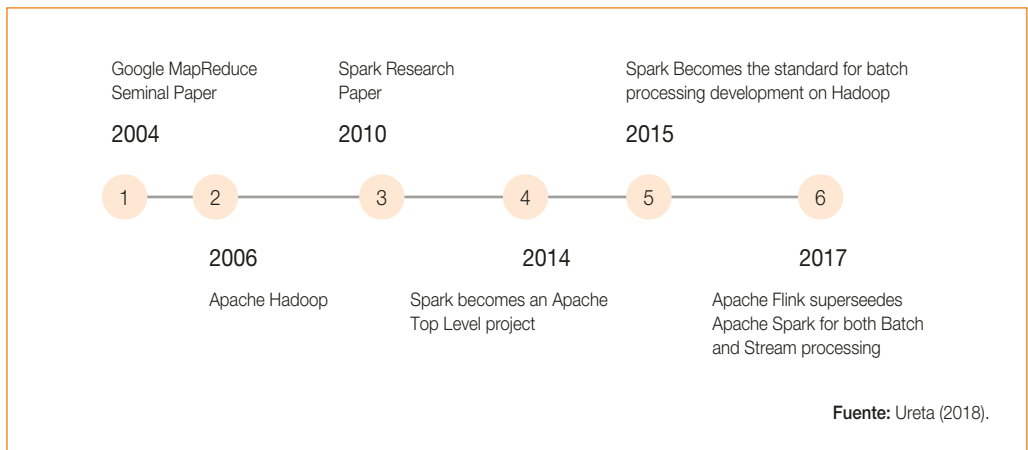 Google MapReduce
Seminal Paper
2004
Spark Research
Paper
2010
Spark Becomes the standard for batch
processing development on Hadoop
2015
1
2
3
4
5
6
2006
Apache Hadoop
2014
Spark becomes an Apache
Top Level project
2017
Apache Flink superseedes
Apache Spark for both Batch
and Stream processing
Fuente: Ureta (2018).